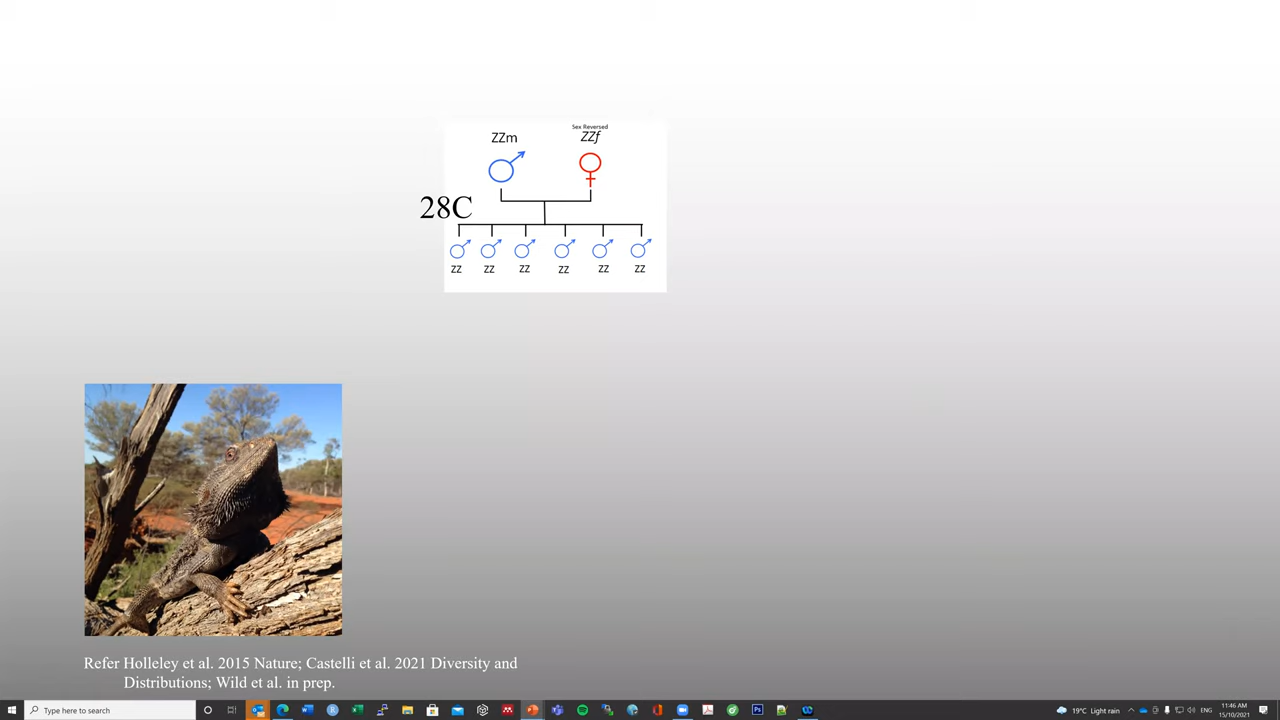 Sex Reversed
ZZm
ZZf
28C
ZZ ZZ ZZ ZZ ZZ ZZ
Refer Holleley et al. 2015 Nature; Castelli et al. 2021 Diversity and
Distributions; Wild et al. in prep.
Type here to search
19°C Light rain
ENG
11:46 AM
15/10/2021